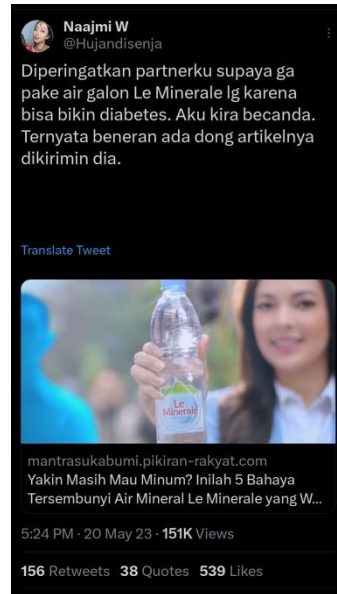 Naajmi W
@Hujandisenja
Diperingatkan partnerku supaya ga
pake air galon Le Minerale lg karena
bisa bikin diabetes. Aku kira becanda.
Ternyata beneran ada dong artikelnya
dikirimin dia.
Translate Tweet
Le
Minerale
mantrasukabumi.pikiran-rakyat.com
Yakin Masih Mau Minum? Inilah 5 Bahaya
Tersembunyi Air Mineral Le Minerale yang W...
5:24 PM · 20 May 23 · 151K Views
156 Retweets 38 Quotes 539 Likes